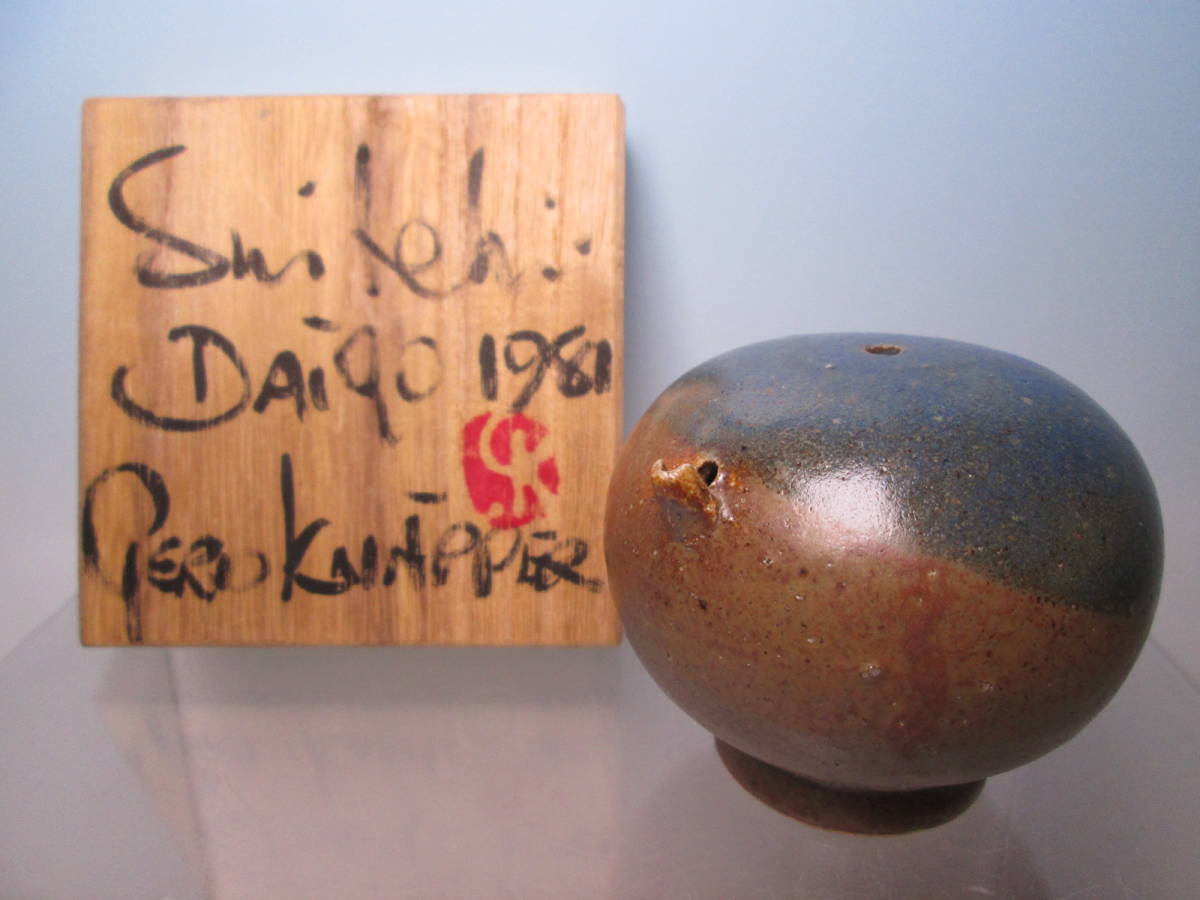 Suiteki
DAigo 1981
GERD KNÄPPER